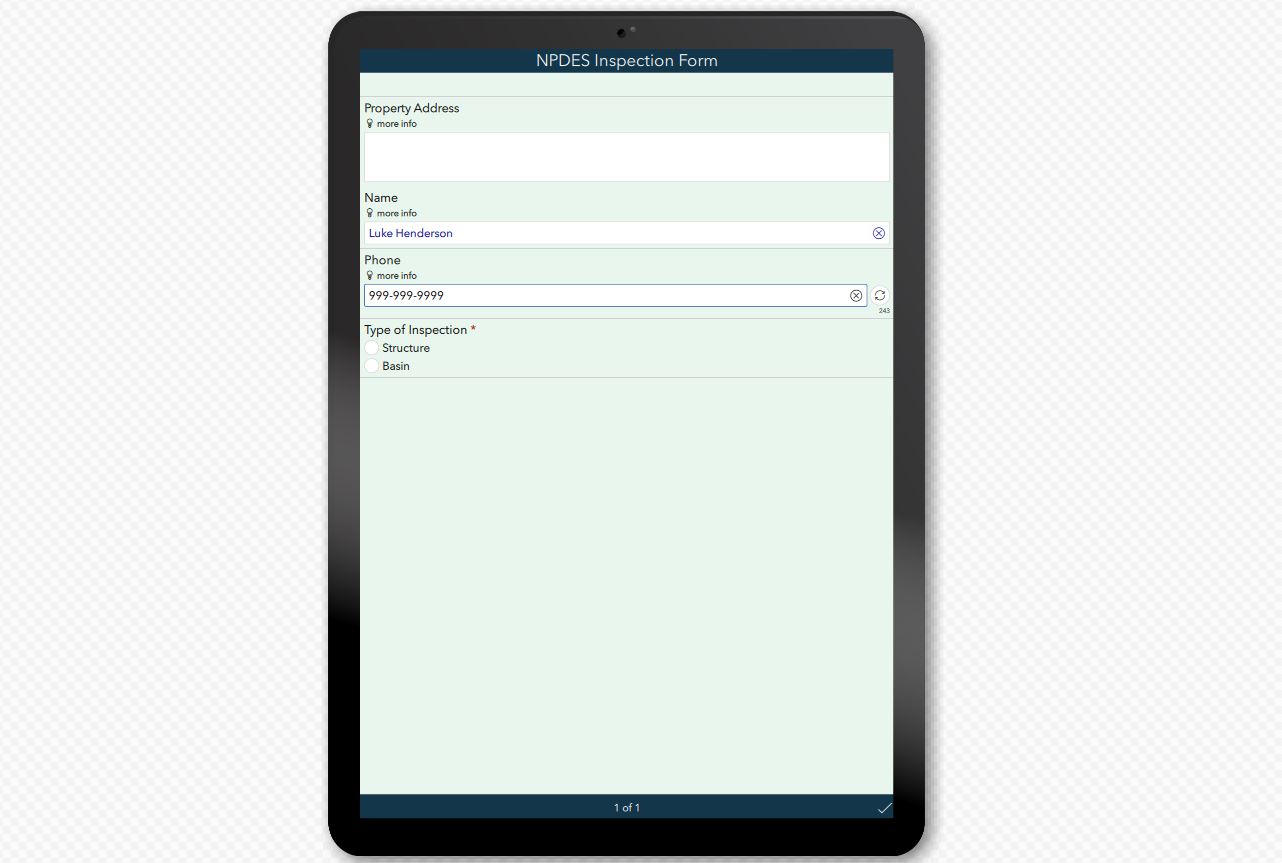 NPDES Inspection Form
Property Address
more info
Name
more info
Luke Henderson
Phone
more info
999-999-9999
243
Type of Inspection *
Structure
Basin
1 of 1